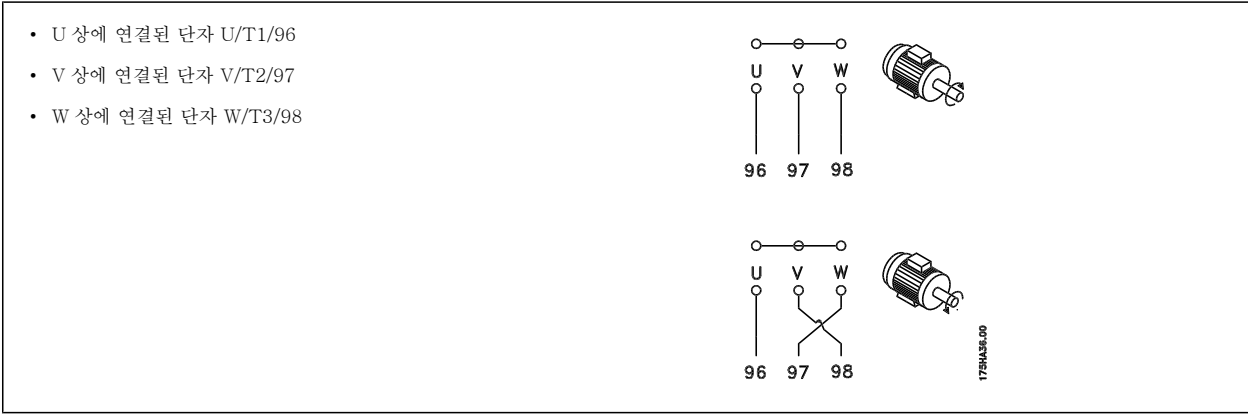 • U 상에 연결된 단자 U/T1/96
• V 상에 연결된 단자 V/T2/97
• W 상에 연결된 단자 W/T3/98
U V W
96 97 98
U V W
96 97 98
175HA36.00